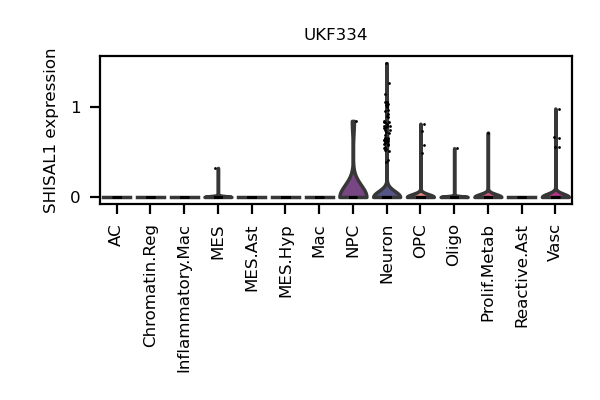 UKF334
SHISAL1 expression
1
0
AC
Chromatin.Reg
Inflammatory.Mac
MES
MES.Ast
MES.Hyp
Mac
NPC
Neuron
OPC
Oligo
Prolif.Metab
Reactive.Ast
Vasc